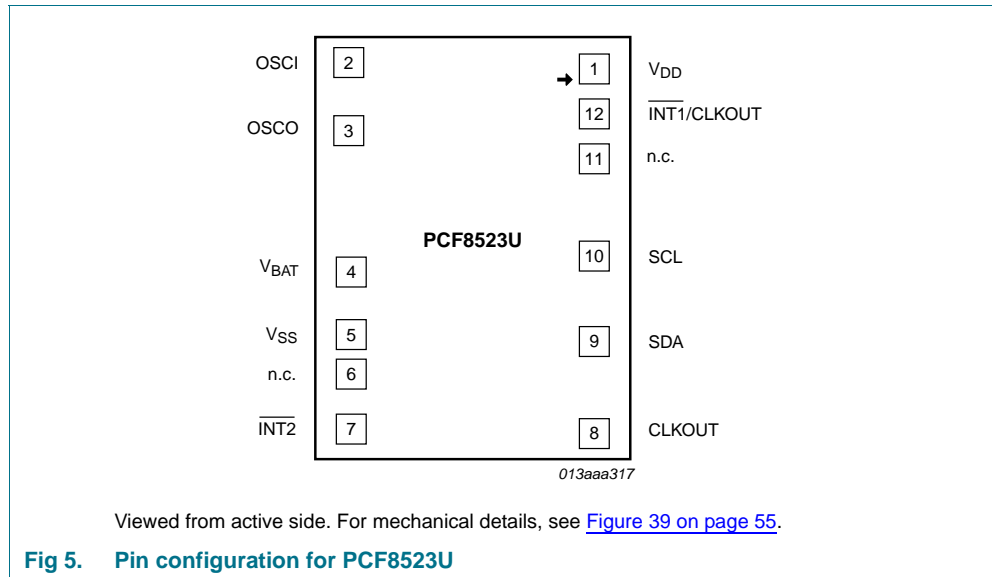 OSCI 2 1 VDD
12 INT1/CLKOUT
OSCO 3
11 n.c.
PCF8523U
10 SCL
VBAT 4
VSS 5
9 SDA
n.c. 6
INT2 7 8 CLKOUT
013aaa317
Viewed from active side. For mechanical details, see Figure 39 on page 55.
Fig 5. Pin configuration for PCF8523U